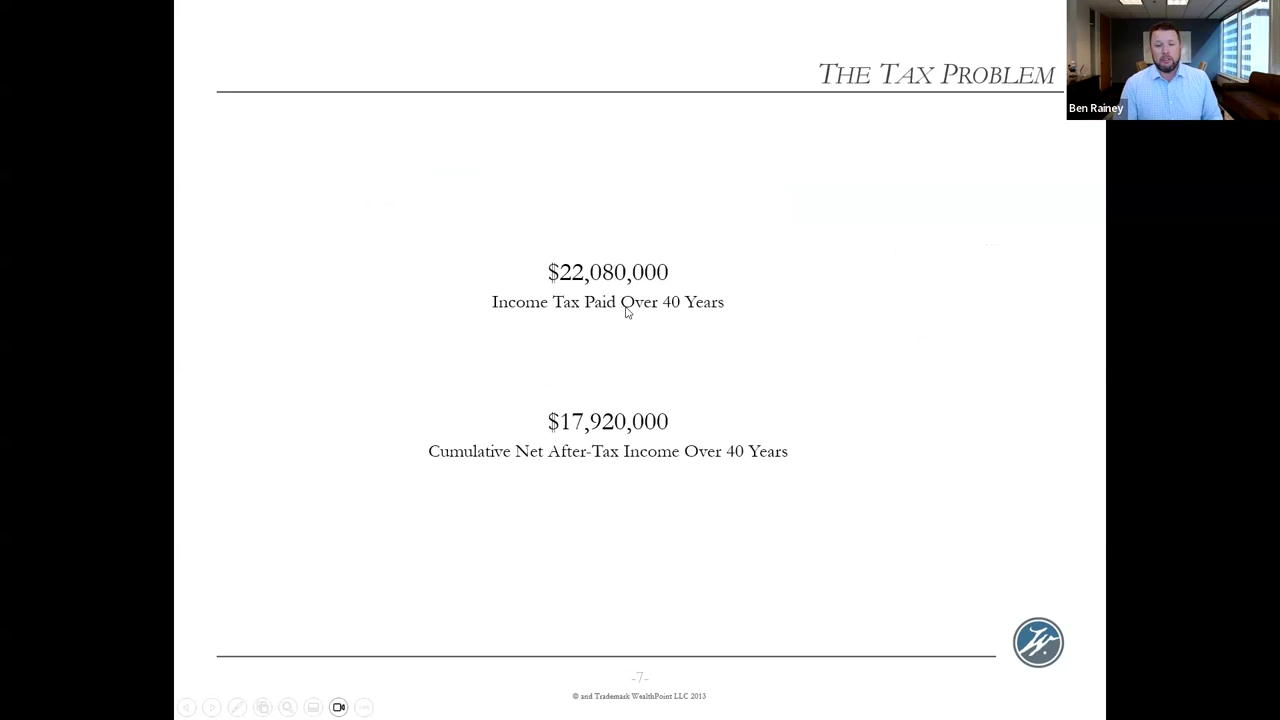 THE TAX PROBLEM
Ben Rainey
$22,080,000
Income Tax Paid Over 40 Years
$17,920,000
Cumulative Net After-Tax Income Over 40 Years
-7-
© and Trademark WealthPoint LLC 2013